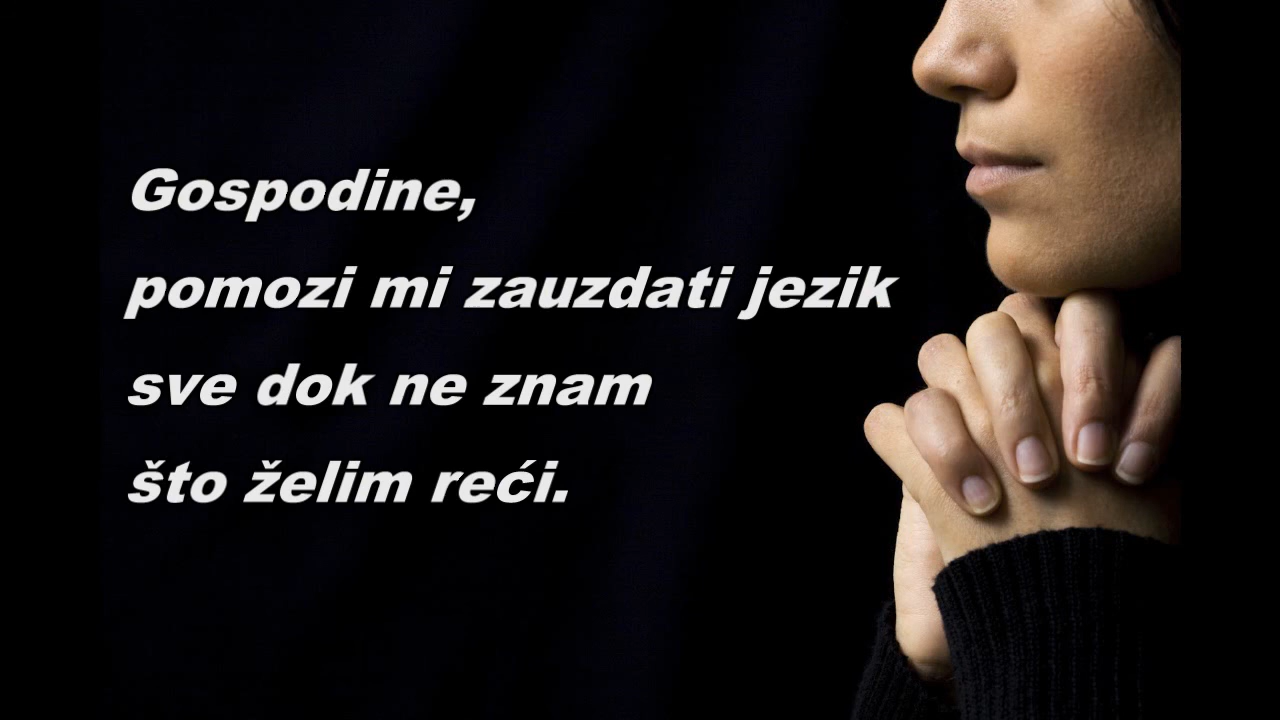 Gospodine,
pomozi mi zauzdati jezik
sve dok ne znam
što želim reći.